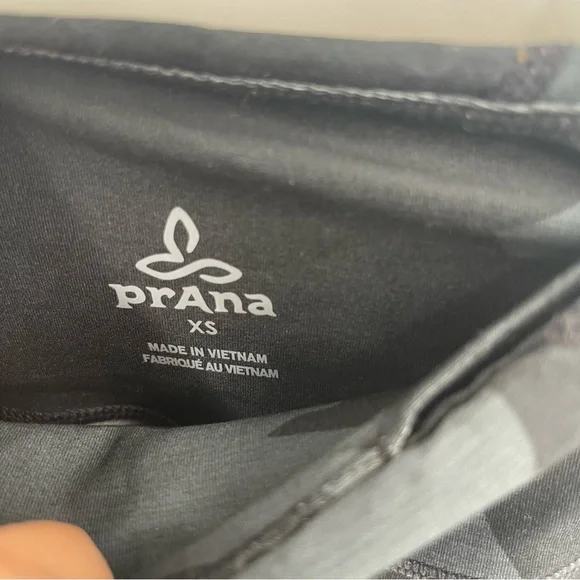 prAna
XS
MADE IN VIETNAM
FABRIQUÉ AU VIETNAM